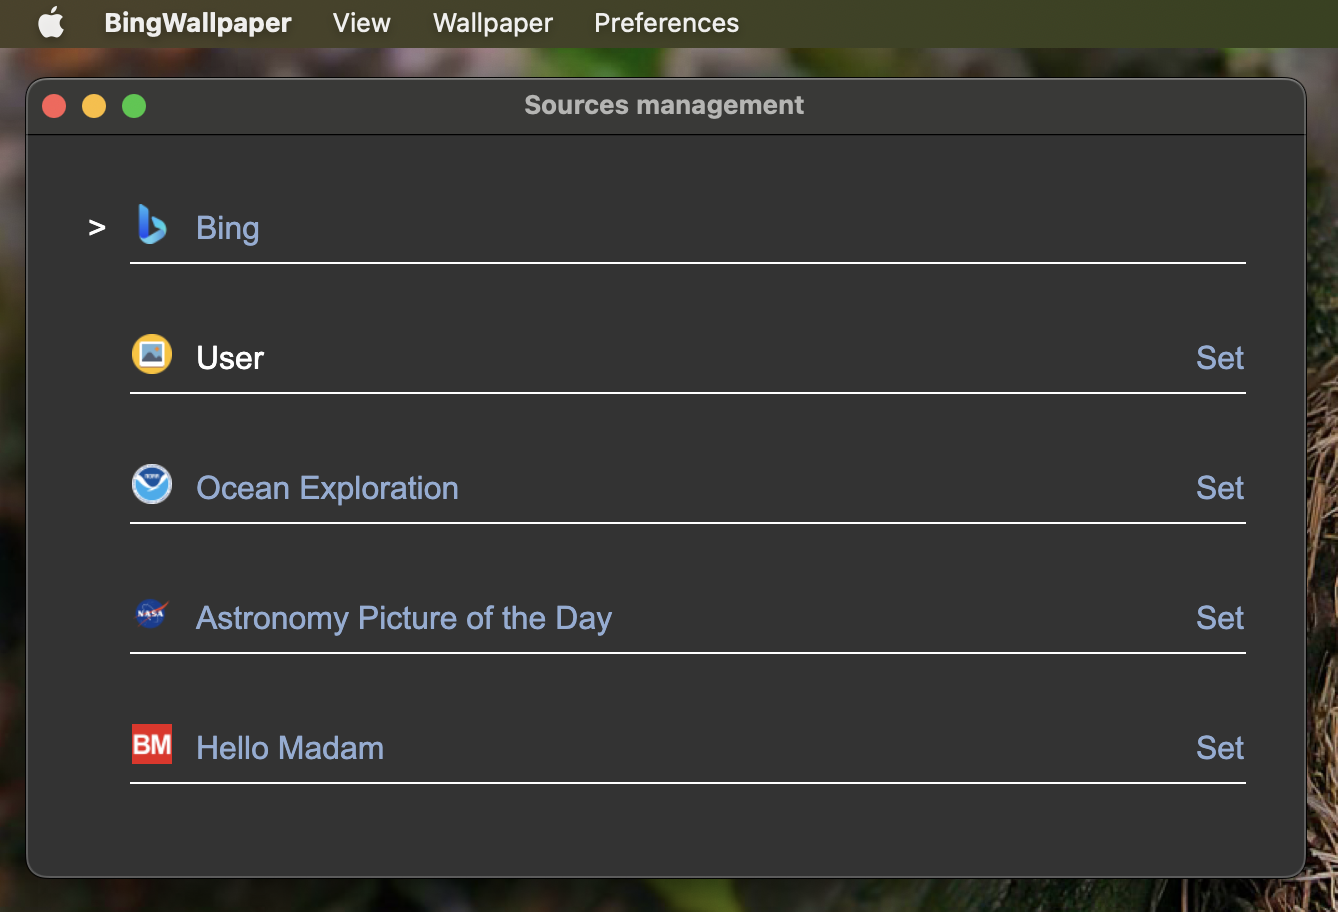 BingWallpaper View Wallpaper Preferences
Sources management
> Bing
User Set
Ocean Exploration Set
NASA Astronomy Picture of the Day Set
BM Hello Madam Set